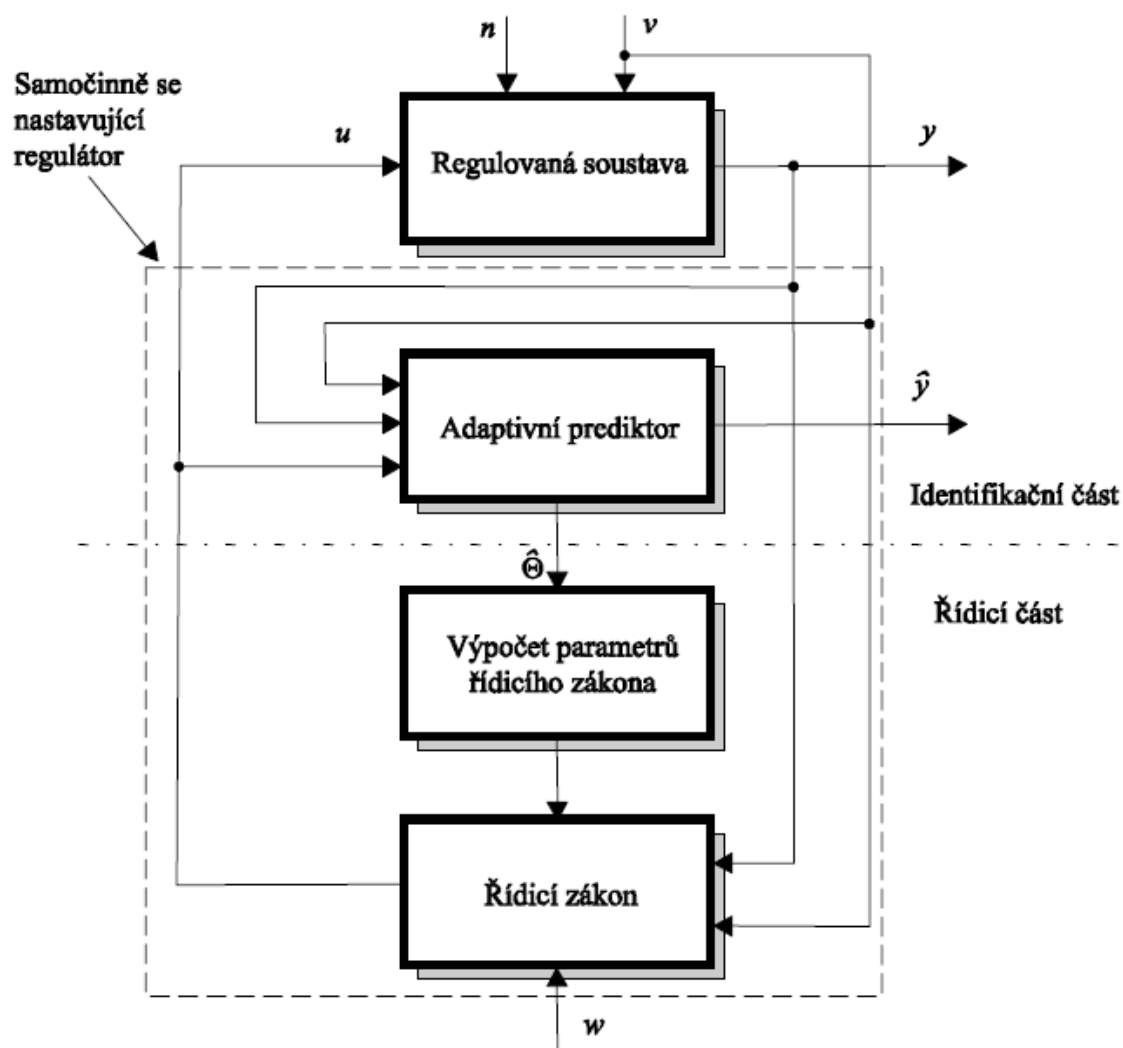 n
v
Samočinně se
nastavující
regulátor
u
y
Regulovaná soustava
ŷ
Adaptivní prediktor
Identifikační část
Θ̂
Řídicí část
Výpočet parametrů
řídicího zákona
Řídicí zákon
w